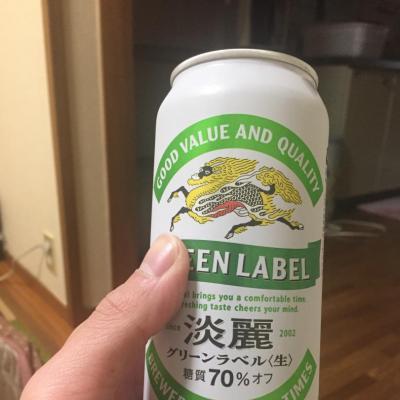 GOOD VALUE AND QUALITY
EEN LABEL
el brings you a comfortable time.
reshing taste cheers your mind.
since 淡麗 2002
グリーンラベル〈生〉
糖質70%オフ
BREWE
TIMES